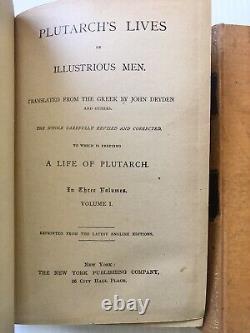 PLUTARCH'S LIVES
OF
ILLUSTRIOUS MEN.
TRANSLATED FROM THE GREEK BY JOHN DRYDEN
AND OTHERS.
THE WHOLE CAREFULLY REVISED AND CORRECTED,
TO WHICH IS PREFIXED
A LIFE OF PLUTARCH.
In Three Volumes.
VOLUME I.
REPRINTED FROM THE LATEST ENGLISH EDITIONS.
NEW YORK:
THE NEW YORK PUBLISHING COMPANY,
26 CITY HALL PLACE.